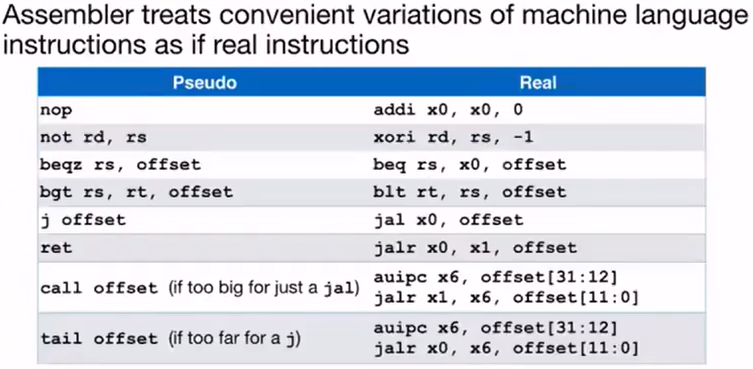 Assembler treats convenient variations of machine language
instructions as if real instructions
Pseudo Real
nop addi x0, x0, 0
not rd, rs xori rd, rs, -1
beqz rs, offset beq rs, x0, offset
bgt rs, rt, offset blt rt, rs, offset
j offset jal x0, offset
ret jalr x0, x1, offset
call offset (if too big for just a jal) auipc x6, offset[31:12]
jalr x1, x6, offset[11:0]
tail offset (if too far for a j) auipc x6, offset[31:12]
jalr x0, x6, offset[11:0]